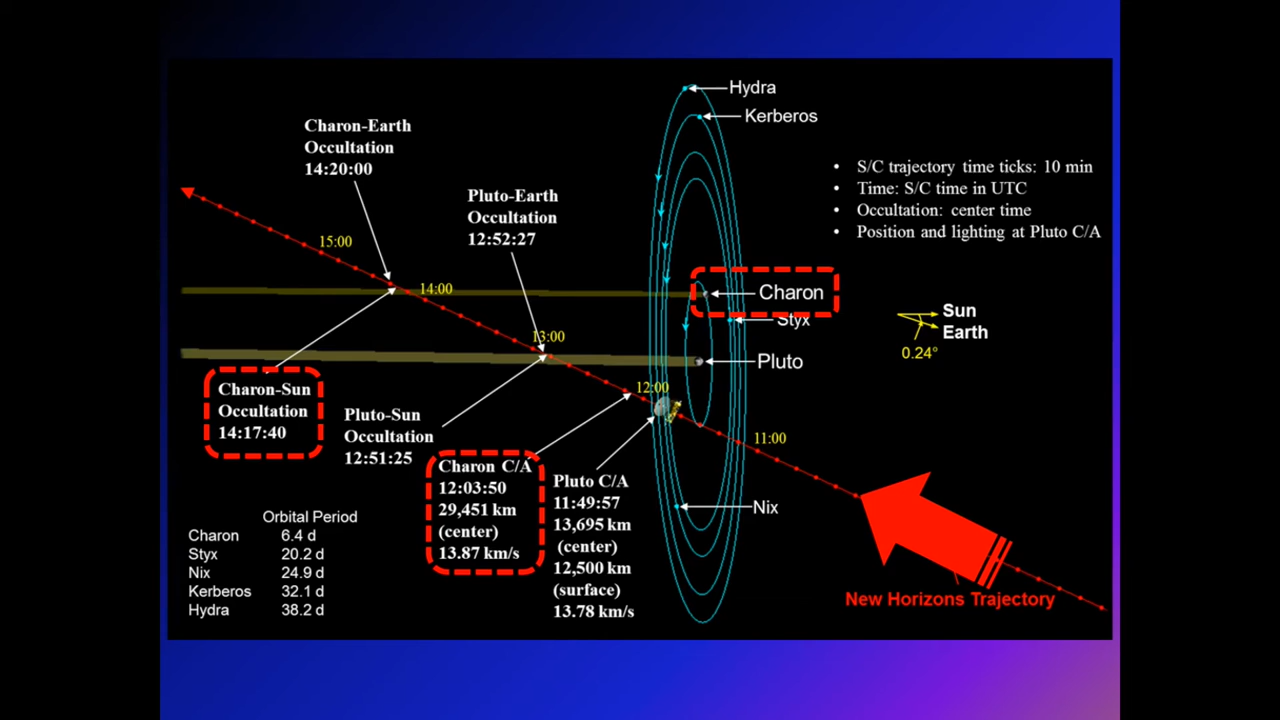 Hydra
Kerberos
Charon-Earth
Occultation
14:20:00
Pluto-Earth
Occultation
12:52:27
• S/C trajectory time ticks: 10 min
• Time: S/C time in UTC
• Occultation: center time
• Position and lighting at Pluto C/A
15:00
14:00
13:00
12:00
11:00
Charon
Styx
Pluto
Sun
Earth
0.24°
Charon-Sun
Occultation
14:17:40
Pluto-Sun
Occultation
12:51:25
Charon C/A
12:03:50
29,451 km
(center)
13.87 km/s
Pluto C/A
11:49:57
13,695 km
(center)
12,500 km
(surface)
13.78 km/s
Nix
New Horizons Trajectory
Orbital Period
Charon 6.4 d
Styx 20.2 d
Nix 24.9 d
Kerberos 32.1 d
Hydra 38.2 d